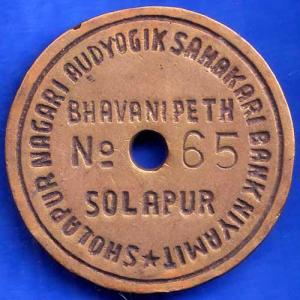 SHOLAPUR NAGARI AUDYOGIK SAHAKARI BANK NIYAMIT ★
BHAVANI PETH
No 65
SOLAPUR